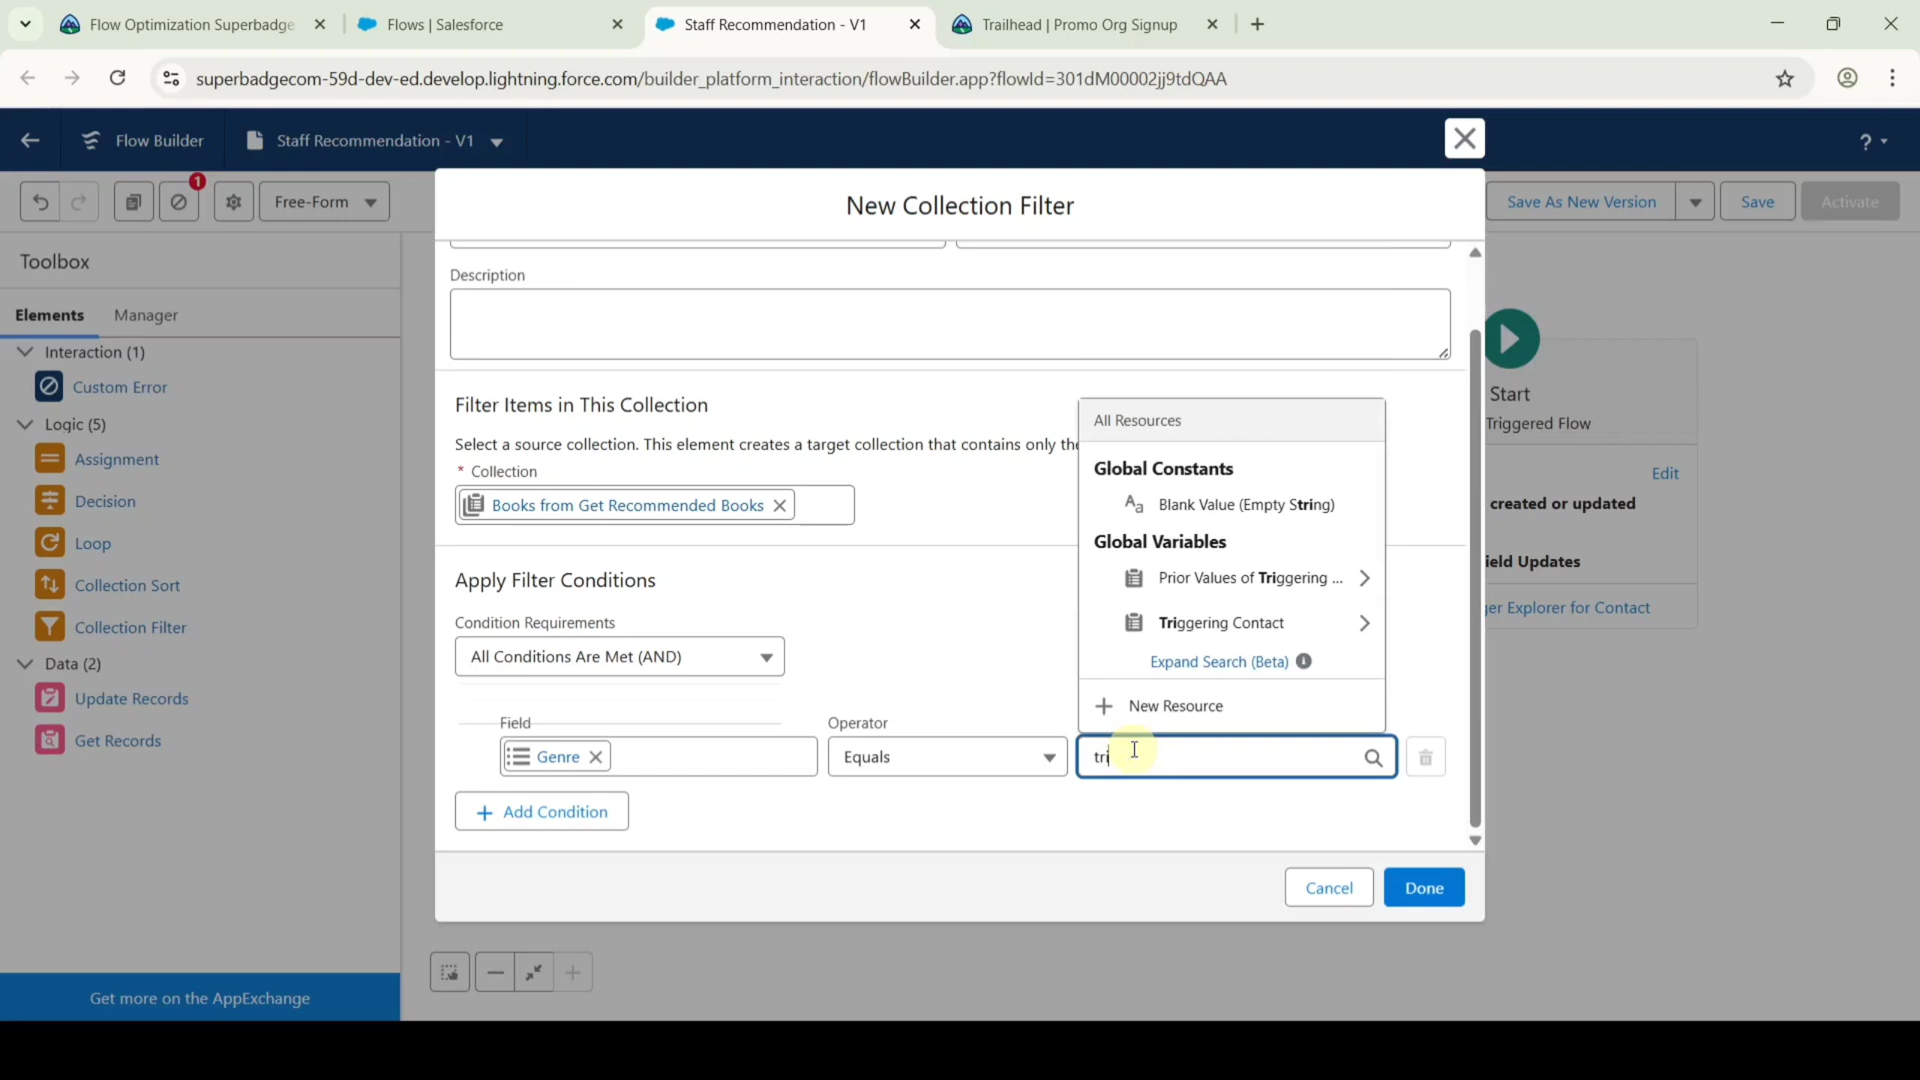 Flow Optimization Superbadge
Flows | Salesforce
Staff Recommendation - V1
Trailhead | Promo Org Signup
superbadgecom-59d-dev-ed.develop.lightning.force.com/builder_platform_interaction/flowBuilder.app?flowId=301dM00002jj9tdQAA
Flow Builder
Staff Recommendation - V1
?
1
Free-Form
Save As New Version
Save
Activate
New Collection Filter
Toolbox
Elements
Manager
Interaction (1)
Custom Error
Logic (5)
Assignment
Decision
Loop
Collection Sort
Collection Filter
Data (2)
Update Records
Get Records
Get more on the AppExchange
Description
Filter Items in This Collection
Select a source collection. This element creates a target collection that contains only the
* Collection
Books from Get Recommended Books
Apply Filter Conditions
Condition Requirements
All Conditions Are Met (AND)
Field
Operator
Genre
Equals
tri
+ Add Condition
All Resources
Global Constants
Blank Value (Empty String)
Global Variables
Prior Values of Triggering ...
Triggering Contact
Expand Search (Beta)
+ New Resource
Cancel
Done
Start
Triggered Flow
Edit
created or updated
ield Updates
ger Explorer for Contact